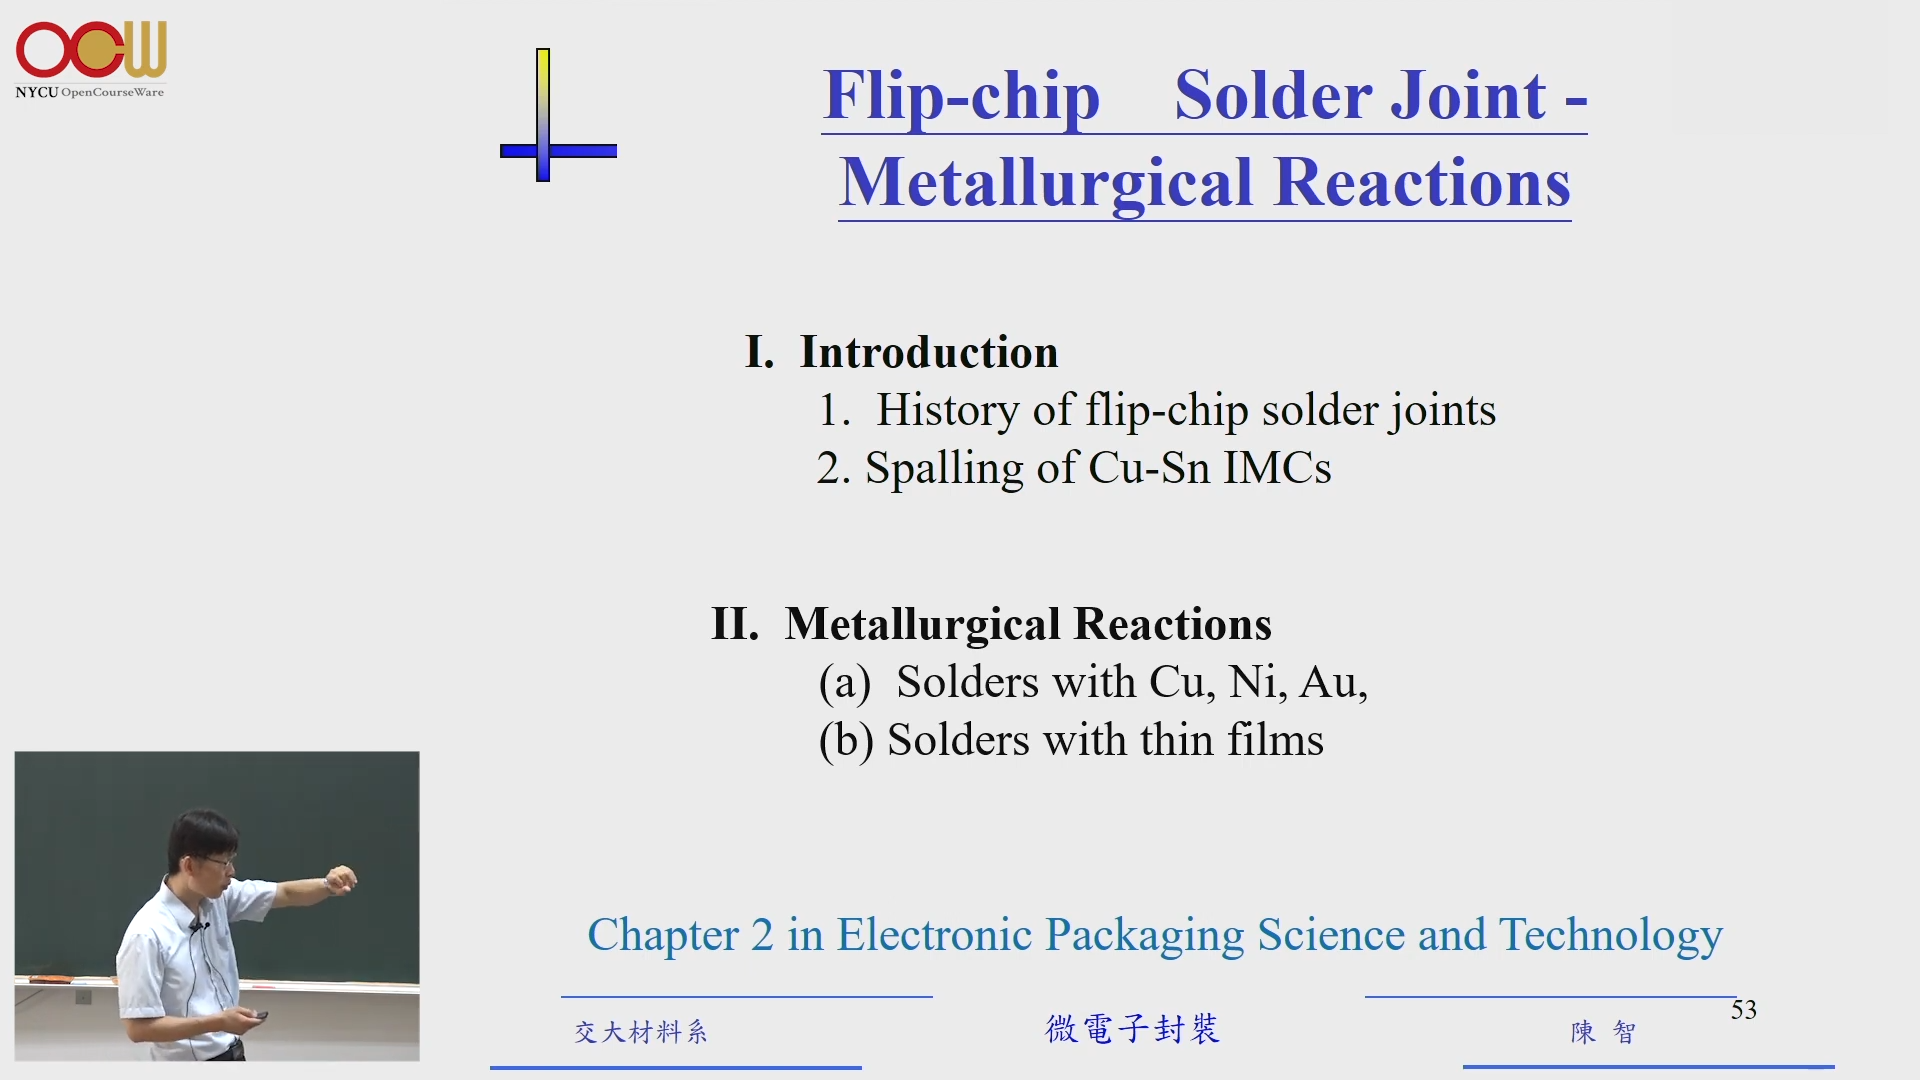 OCW
NYCU OpenCourseWare
Flip-chip Solder Joint -
Metallurgical Reactions
I. Introduction
1. History of flip-chip solder joints
2. Spalling of Cu-Sn IMCs
II. Metallurgical Reactions
(a) Solders with Cu, Ni, Au,
(b) Solders with thin films
Chapter 2 in Electronic Packaging Science and Technology
53
交大材料系 微電子封裝 陳 智